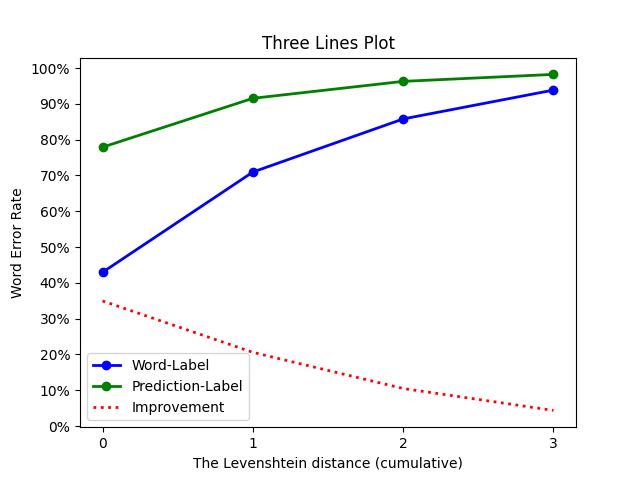 Three Lines Plot
100%
90%
80%
70%
60%
50%
40%
30%
20%
10%
0%
Word Error Rate
Word-Label
Prediction-Label
Improvement
0 1 2 3
The Levenshtein distance (cumulative)